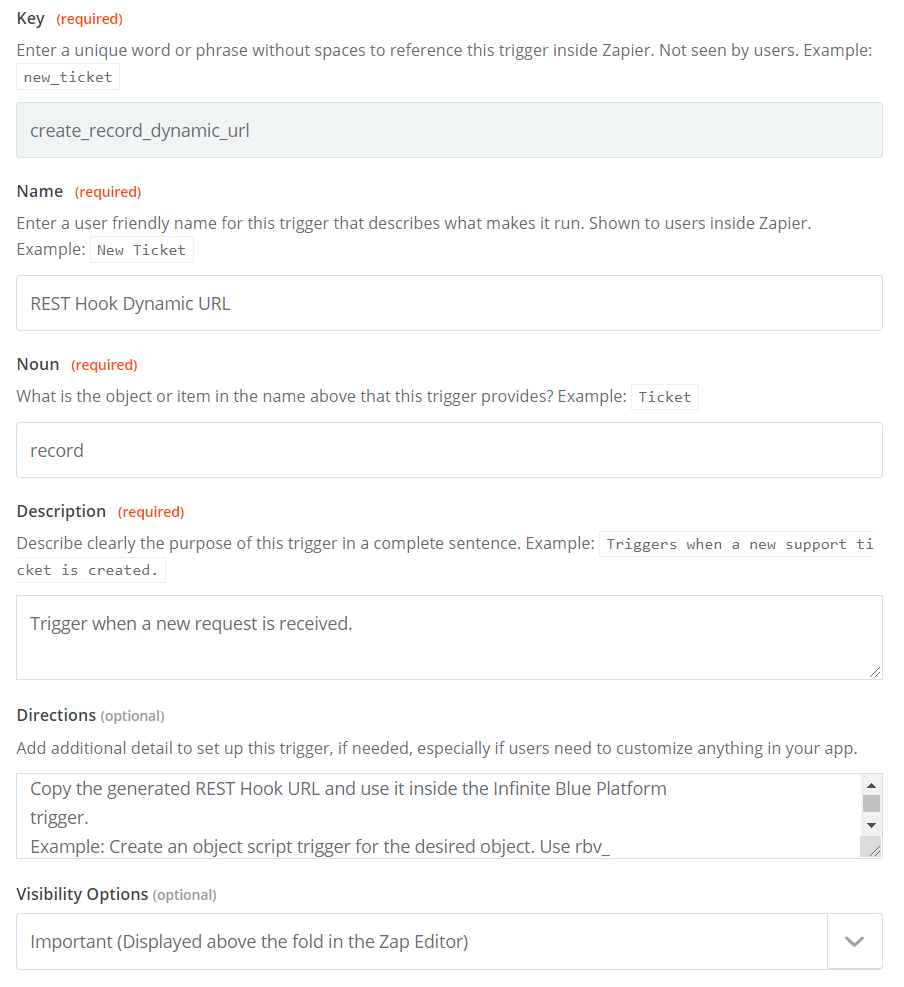 Key (required)
Enter a unique word or phrase without spaces to reference this trigger inside Zapier. Not seen by users. Example:
new_ticket
create_record_dynamic_url
Name (required)
Enter a user friendly name for this trigger that describes what makes it run. Shown to users inside Zapier.
Example: New Ticket
REST Hook Dynamic URL
Noun (required)
What is the object or item in the name above that this trigger provides? Example: Ticket
record
Description (required)
Describe clearly the purpose of this trigger in a complete sentence. Example: Triggers when a new support ti
cket is created.
Trigger when a new request is received.
Directions (optional)
Add additional detail to set up this trigger, if needed, especially if users need to customize anything in your app.
Copy the generated REST Hook URL and use it inside the Infinite Blue Platform
trigger.
Example: Create an object script trigger for the desired object. Use rbv_
Visibility Options (optional)
Important (Displayed above the fold in the Zap Editor)